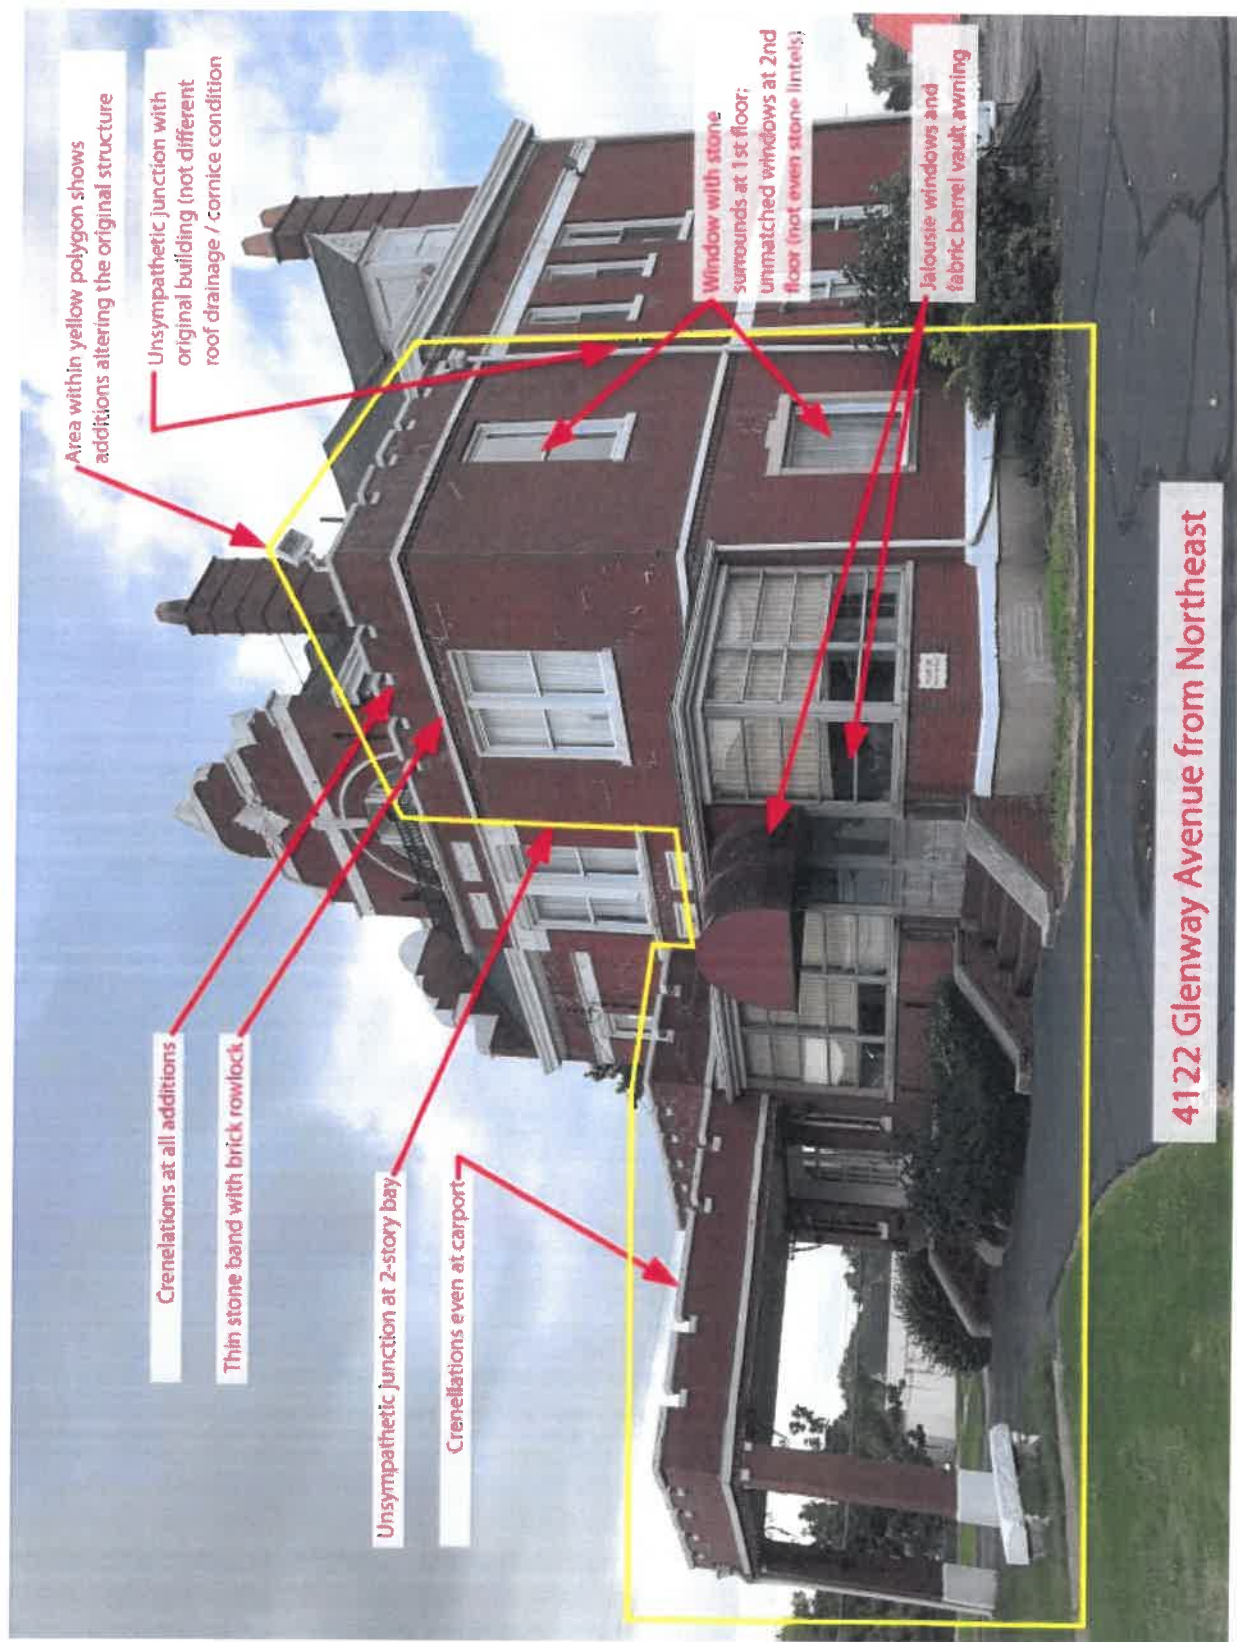 Area within yellow polygon shows
additions altering the original structure
Unsympathetic junction with
original building (not different
roof drainage / cornice condition
Crenelations at all additions
Thin stone band with brick rowlock
Unsympathetic junction at 2-story bay
Crenellations even at carport
Window with stone
surrounds at 1st floor;
unmatched windows at 2nd
floor (not even stone lintels)
Jalousie windows and
fabric barrel vault awning
4122 Glenway Avenue from Northeast